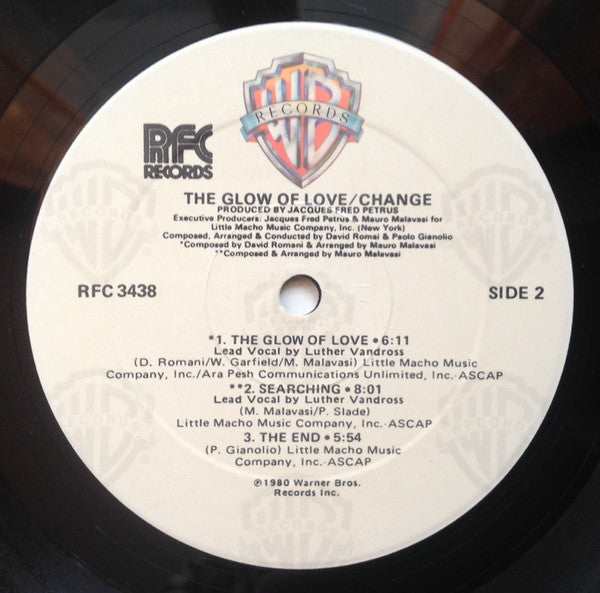 WB
RECORDS
RFC
RECORDS
THE GLOW OF LOVE/CHANGE
PRODUCED BY JACQUES FRED PETRUS
Executive Producers: Jacques Fred Petrus & Mauro Malavasi for
Little Macho Music Company, Inc. (New York)
Composed, Arranged & Conducted by David Romai & Paolo Gianolio
*Composed by David Romani & Arranged by Mauro Malavasi
**Composed & Arranged by Mauro Malavasi
RFC 3438
SIDE 2
*1. THE GLOW OF LOVE • 6:11
Lead Vocal by Luther Vandross
(D. Romani/W. Garfield/M. Malavasi) Little Macho Music
Company, Inc./Ara Pesh Communications Unlimited, Inc.-ASCAP
**2. SEARCHING • 8:01
Lead Vocal by Luther Vandross
(M. Malavasi/P. Slade)
Little Macho Music Company, Inc.-ASCAP
3. THE END • 5:54
(P. Gianolio) Little Macho Music
Company, Inc.-ASCAP
℗1980 Warner Bros.
Records Inc.